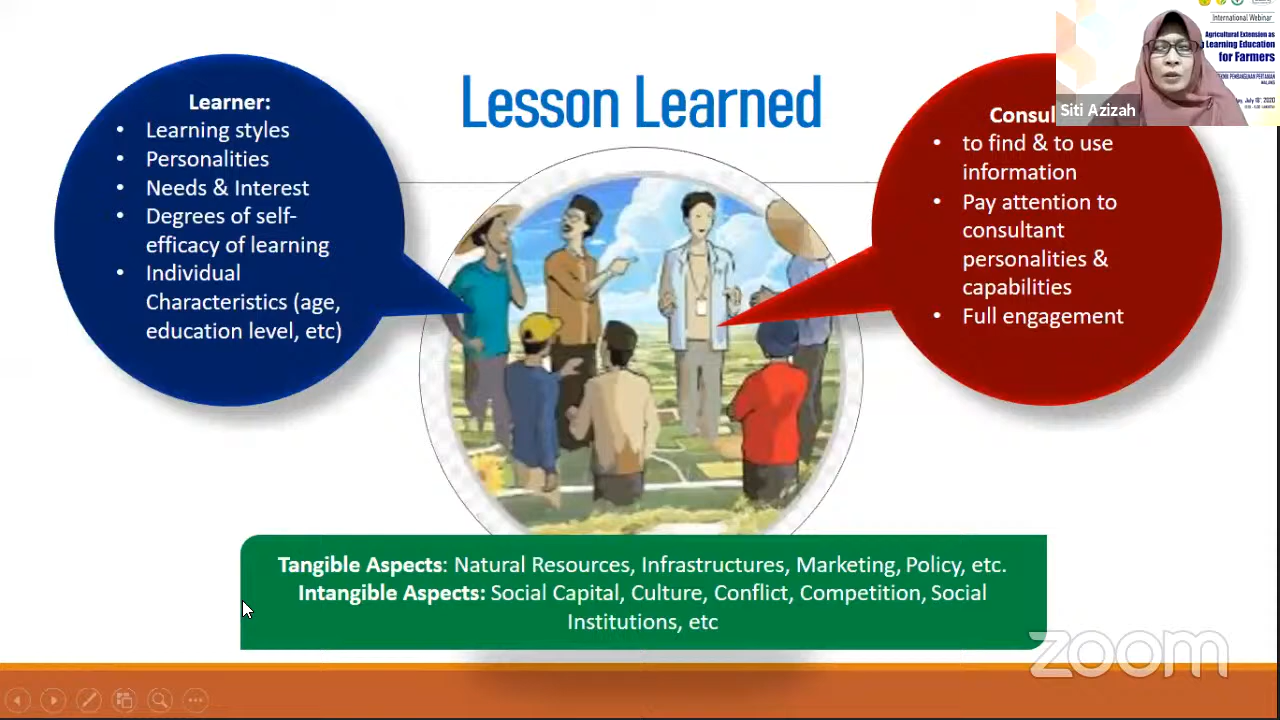 Lesson Learned
Learner:
• Learning styles
• Personalities
• Needs & Interest
• Degrees of self-
efficacy of learning
• Individual
Characteristics (age,
education level, etc)
Consul
• to find & to use
information
• Pay attention to
consultant
personalities &
capabilities
• Full engagement
International Webinar
Agricultural Extension as
Learning Education
for Farmers
Siti Azizah
Tangible Aspects: Natural Resources, Infrastructures, Marketing, Policy, etc.
Intangible Aspects: Social Capital, Culture, Conflict, Competition, Social
Institutions, etc
zoom